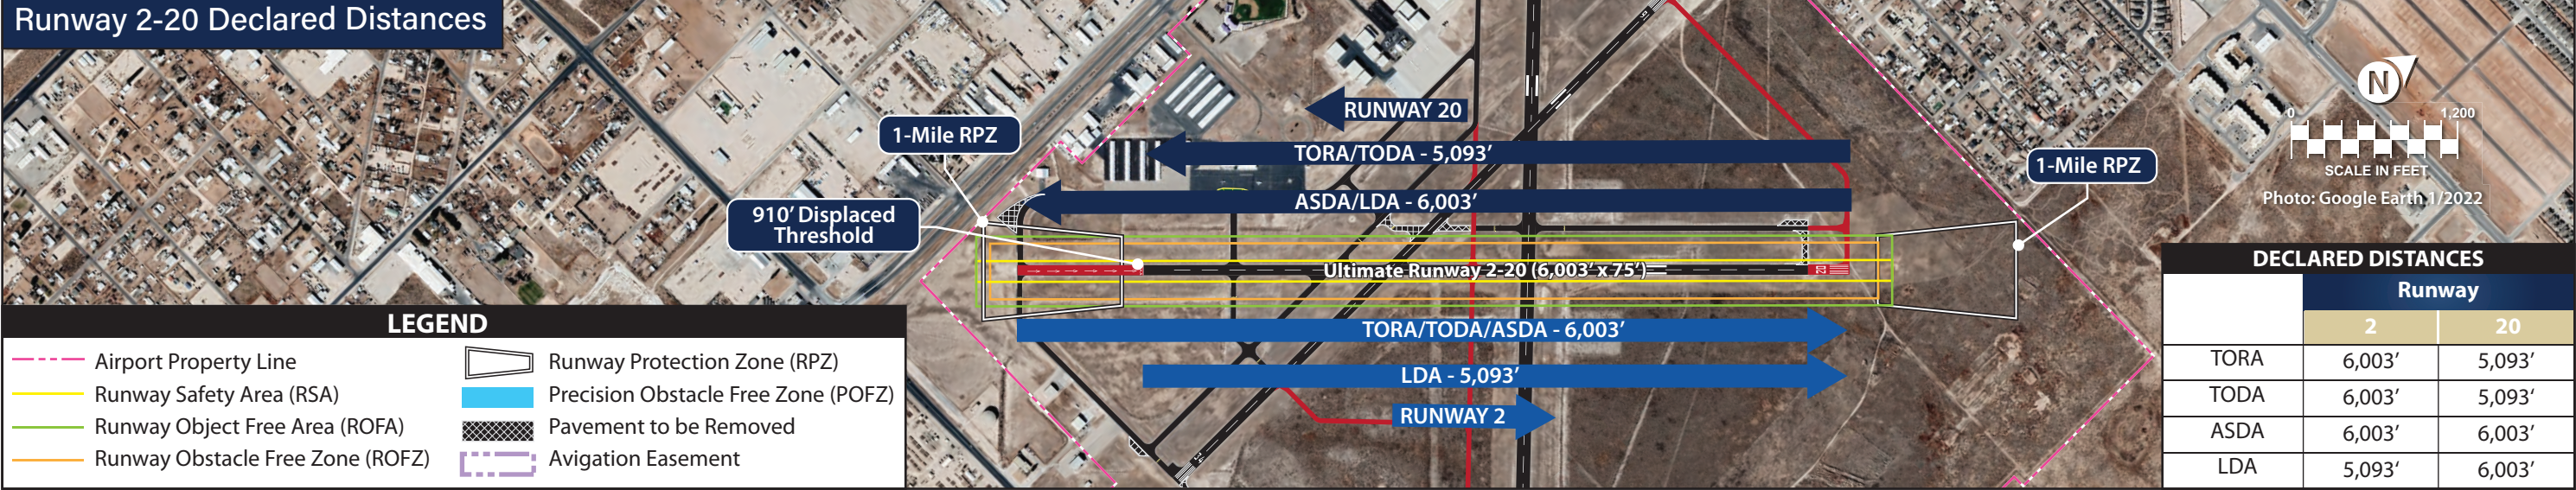 Runway 2-20 Declared Distances
N
0 1,200
SCALE IN FEET
Photo: Google Earth 1/2022
RUNWAY 20
1-Mile RPZ
TORA/TODA - 5,093’
1-Mile RPZ
ASDA/LDA - 6,003’
910’ Displaced
Threshold
Ultimate Runway 2-20 (6,003’ x 75’)
20
TORA/TODA/ASDA - 6,003’
LDA - 5,093’
RUNWAY 2
LEGEND
Airport Property Line
Runway Safety Area (RSA)
Runway Object Free Area (ROFA)
Runway Obstacle Free Zone (ROFZ)
Runway Protection Zone (RPZ)
Precision Obstacle Free Zone (POFZ)
Pavement to be Removed
Avigation Easement
DECLARED DISTANCES
Runway
2 20
TORA 6,003’ 5,093’
TODA 6,003’ 5,093‘
ASDA 6,003’ 6,003’
LDA 5,093‘ 6,003’